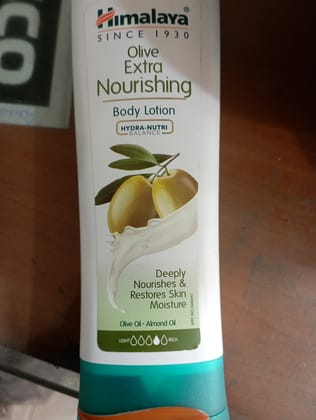 Himalaya
SINCE 1930
Olive
Extra
Nourishing
Body Lotion
HYDRA-NUTRI
BALANCE
Deeply
Nourishes &
Restores Skin
Moisture
Olive Oil • Almond Oil
LIGHT RICH